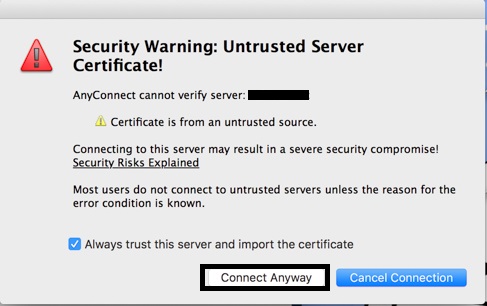 Security Warning: Untrusted Server
Certificate!
AnyConnect cannot verify server:
Certificate is from an untrusted source.
Connecting to this server may result in a severe security compromise!
Security Risks Explained
Most users do not connect to untrusted servers unless the reason for the
error condition is known.
Always trust this server and import the certificate
Connect Anyway
Cancel Connection